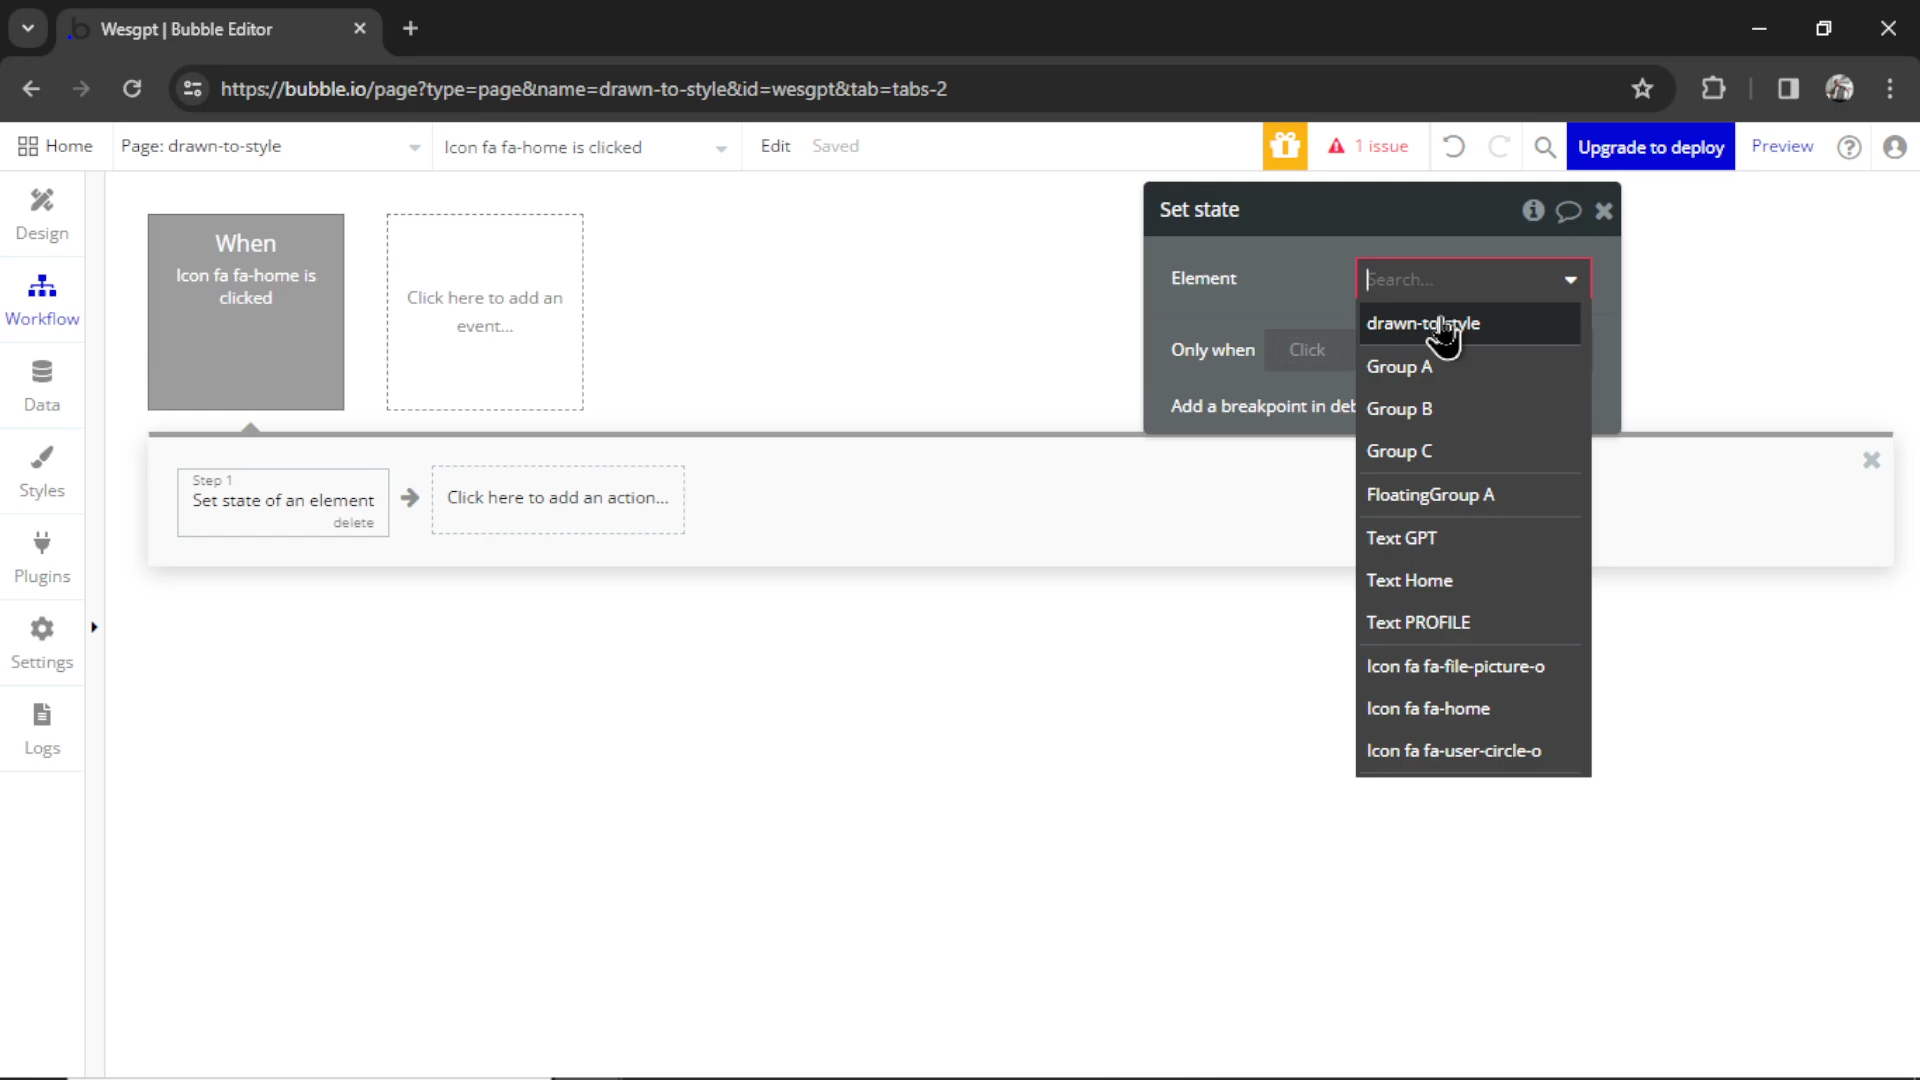 Wesgpt | Bubble Editor
https://bubble.io/page?type=page&name=drawn-to-style&id=wesgpt&tab=tabs-2
Home
Page: drawn-to-style
Icon fa fa-home is clicked
Edit
Saved
1 issue
Upgrade to deploy
Preview
Design
Workflow
Data
Styles
Plugins
Settings
Logs
When
Icon fa fa-home is
clicked
Click here to add an
event...
Step 1
Set state of an element
delete
Click here to add an action...
Set state
Element
Search...
Only when
Click
Add a breakpoint in deb
drawn-to-style
Group A
Group B
Group C
FloatingGroup A
Text GPT
Text Home
Text PROFILE
Icon fa fa-file-picture-o
Icon fa fa-home
Icon fa fa-user-circle-o